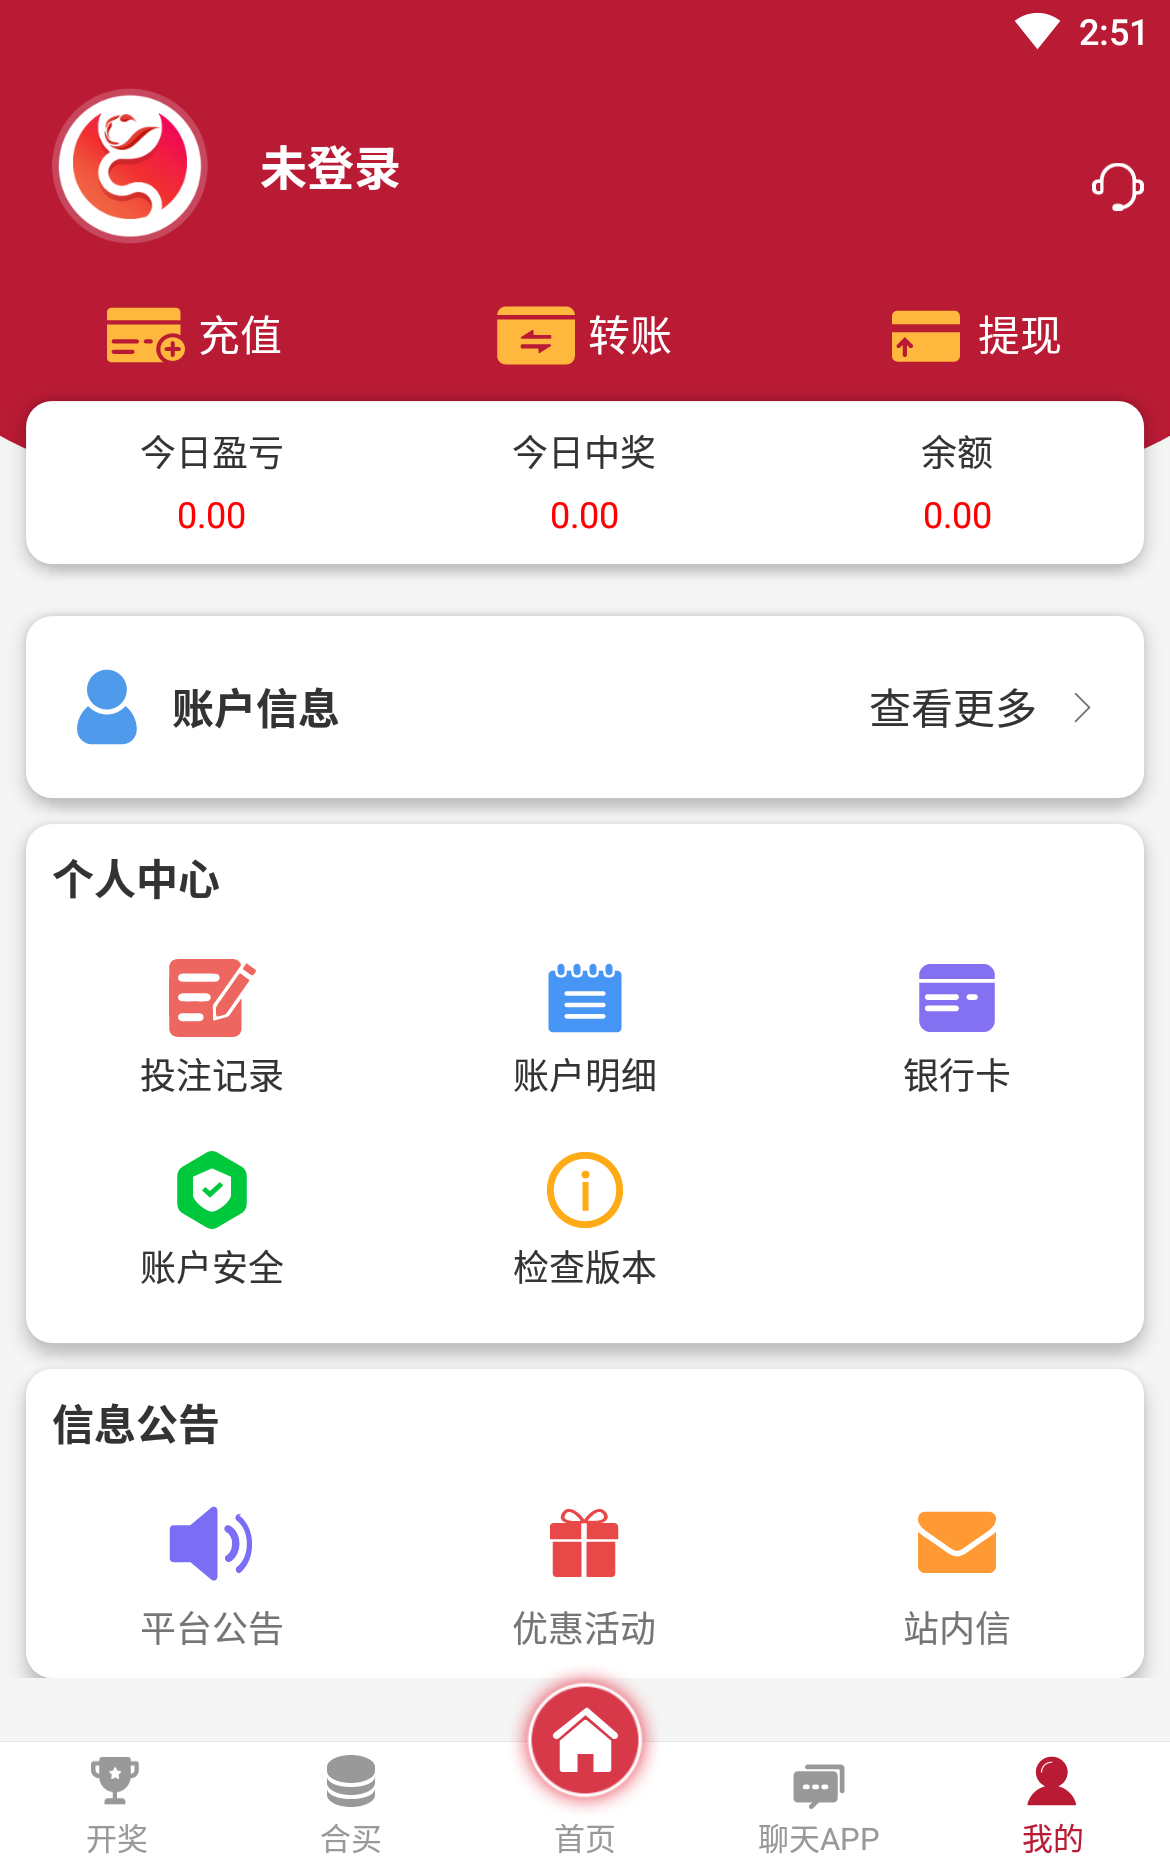 2:51
未登录
充值 转账 提现
今日盈亏 今日中奖 余额
0.00 0.00 0.00
账户信息 查看更多
个人中心
投注记录 账户明细 银行卡
账户安全 检查版本
信息公告
平台公告 优惠活动 站内信
开奖 合买 首页 聊天APP 我的